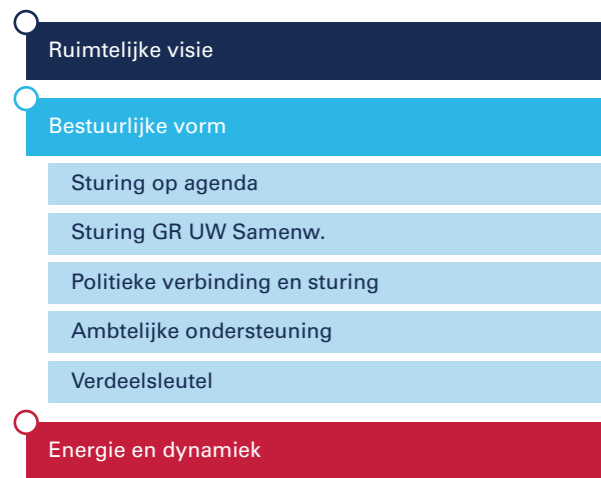 Ruimtelijke visie
Bestuurlijke vorm
Sturing op agenda
Sturing GR UW Samenw.
Politieke verbinding en sturing
Ambtelijke ondersteuning
Verdeelsleutel
Energie en dynamiek